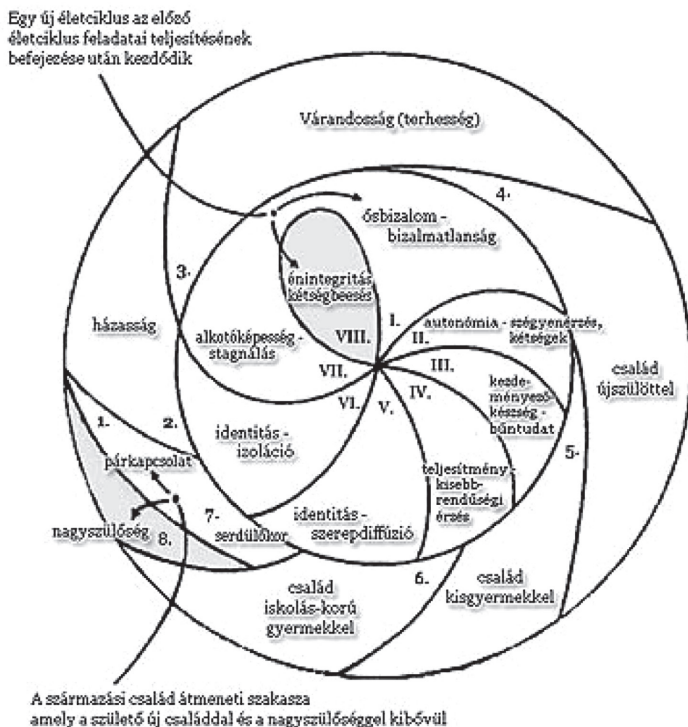 Egy új életciklus az előző
életciklus feladatai teljesítésének
befejezése után kezdődik
Várandosság (terhesség)
4.
ősbizalom -
bizalmatlanság
3.
énintegritás
kétségbeesés
házasság
alkotóképesség -
stagnálás
VIII.
I.
autonómia - szégyenérzés,
kétségek
II.
család
újszülöttel
VII.
III.
VI.
V.
IV.
kezde-
ményező-
készség -
bűntudat
1.
2.
identitás -
izoláció
5.
párkapcsolat
teljesítmény -
kisebb-
rendűségi
érzés
nagyszülőség
8.
7.
serdülőkor
identitás -
szerepdiffúzió
6.
család
iskolás-korú
gyermekkel
család
kisgyermekkel
A származási család átmeneti szakasza
amely a születő új családdal és a nagyszülőséggel kibővül